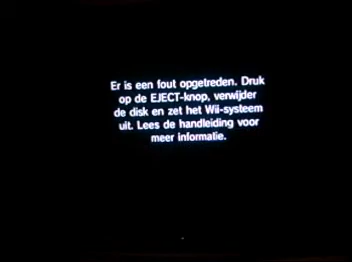 Er is een fout opgetreden. Druk
op de EJECT-knop, verwijder
de disk en zet het Wii-systeem
uit. Lees de handleiding voor
meer informatie.